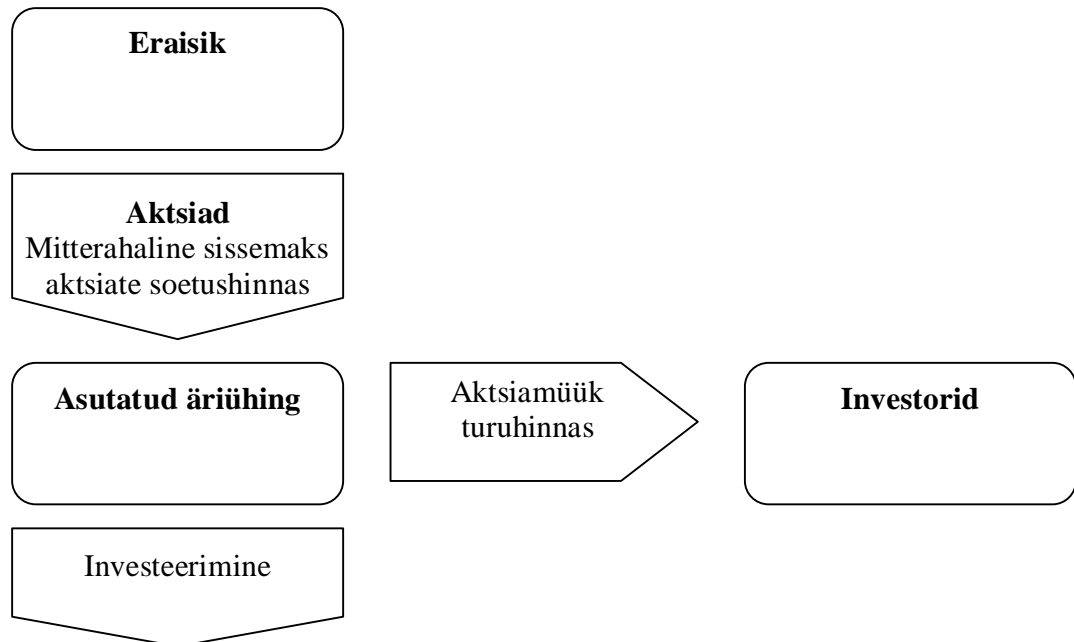 Eraisik
Aktsiad
Mitterahaline sissemaks
aktsiate soetushinnas
Asutatud äriühing
Aktsiamüük
turuhinnas
Investorid
Investeerimine